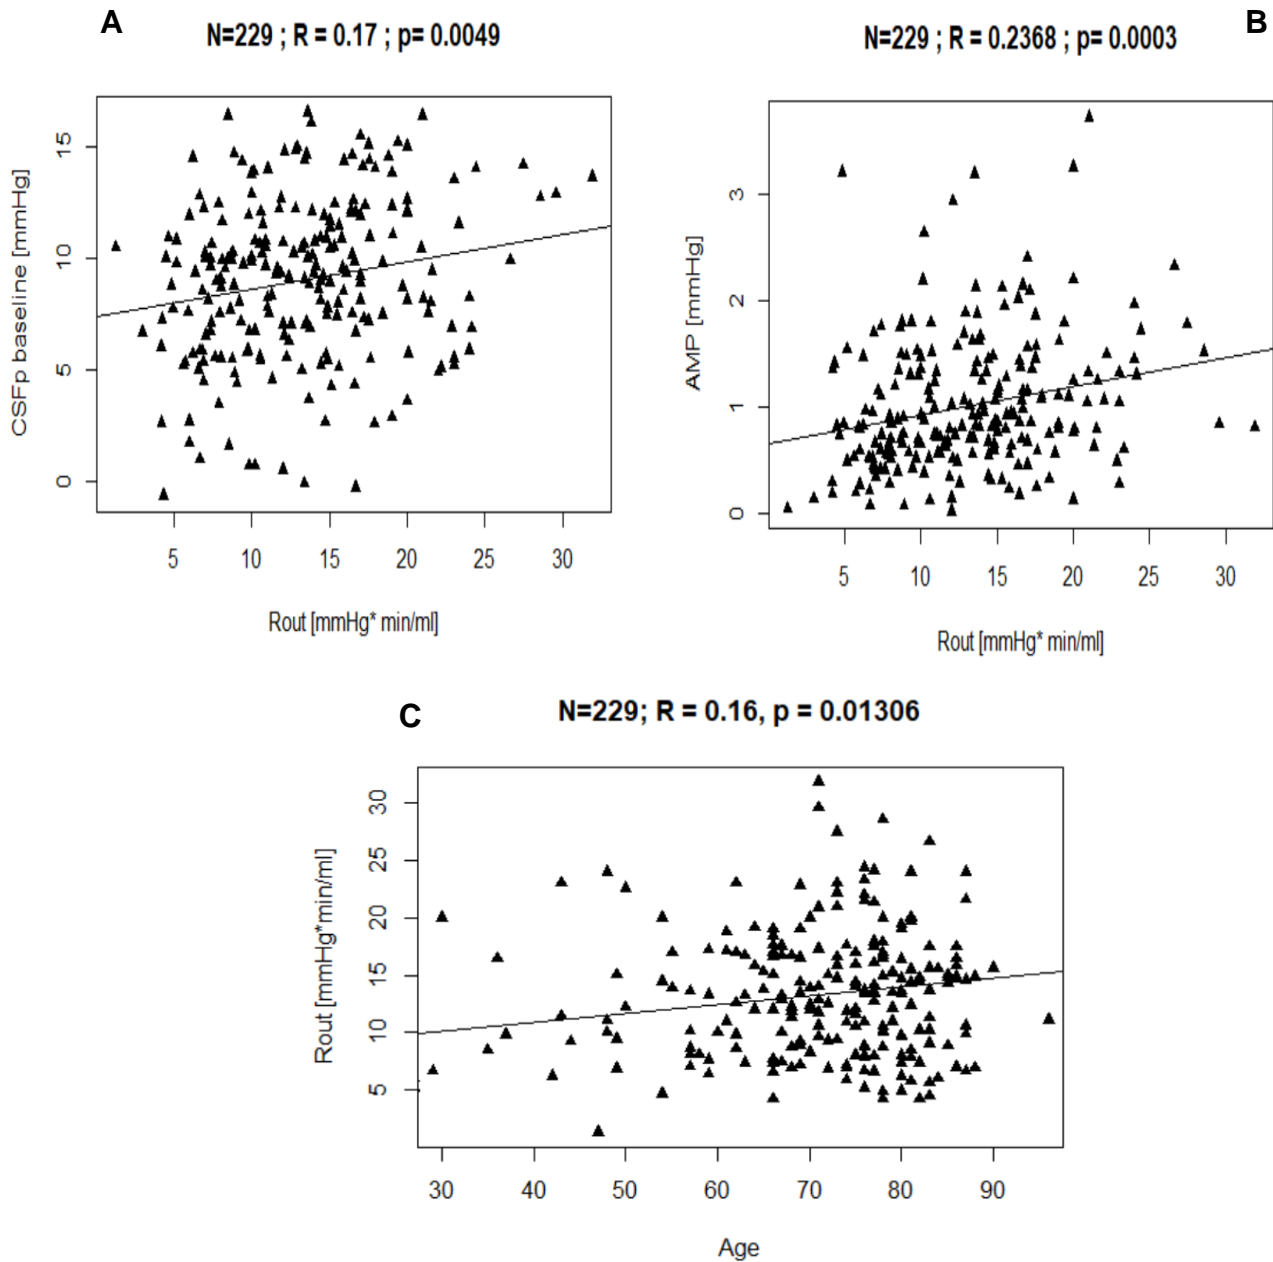 A
N=229 ; R = 0.17 ; p= 0.0049
CSFp baseline [mmHg]
15
10
5
0
5 10 15 20 25 30
Rout [mmHg* min/ml]
B
N=229 ; R = 0.2368 ; p= 0.0003
AMP [mmHg]
3
2
1
0
5 10 15 20 25 30
Rout [mmHg* min/ml]
C
N=229; R = 0.16, p = 0.01306
Rout [mmHg*min/ml]
30
25
20
15
10
5
30 40 50 60 70 80 90
Age